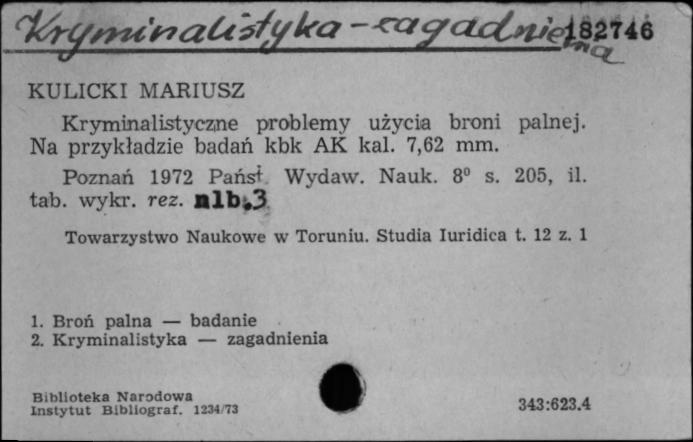 Kryminalistyka - zagadnienia 182746
KULICKI MARIUSZ
Kryminalistyczne problemy użycia broni palnej.
Na przykładzie badań kbk AK kal. 7,62 mm.
Poznań 1972 Państ Wydaw. Nauk. 8⁰ s. 205, il.
tab. wykr. rez. nlb.3
Towarzystwo Naukowe w Toruniu. Studia Iuridica t. 12 z. 1
1. Broń palna — badanie
2. Kryminalistyka — zagadnienia
Biblioteka Narodowa
Instytut Bibliograf. 1234/73
343:623.4